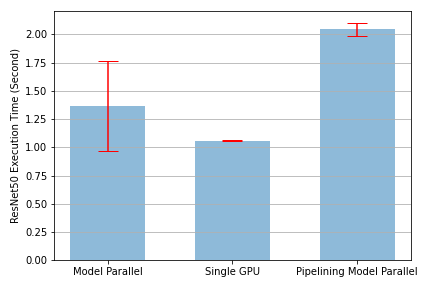 ResNet50 Execution Time (Second)
2.00
1.75
1.50
1.25
1.00
0.75
0.50
0.25
0.00
Model Parallel
Single GPU
Pipelining Model Parallel